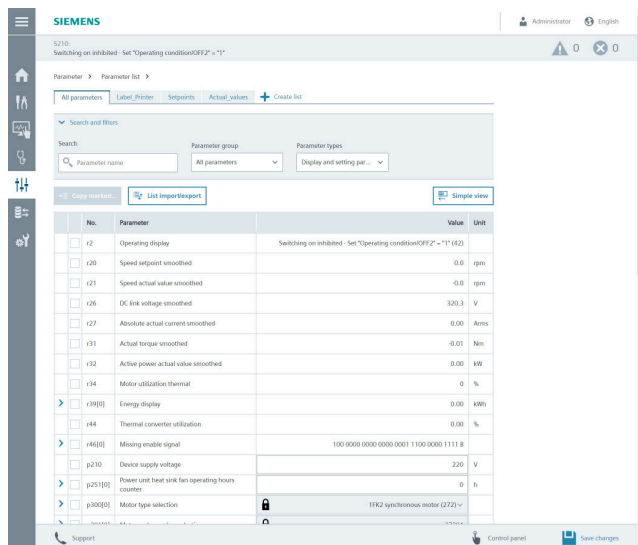 SIEMENS
Administrator
English
S210:
Switching on inhibited - Set "Operating condition/OFF2" = "1"
0
0
Parameter > Parameter list >
All parameters
Label_Printer
Setpoints
Actual_values
Create list
Search and filters
Search
Parameter group
Parameter types
Parameter name
All parameters
Display and setting par...
Copy marked...
List import/export
Simple view
No. Parameter Value Unit
r2 Operating display Switching on inhibited - Set "Operating condition/OFF2" = "1" (42)
r20 Speed setpoint smoothed 0.0 rpm
r21 Speed actual value smoothed -0.0 rpm
r26 DC link voltage smoothed 320.3 V
r27 Absolute actual current smoothed 0.00 Arms
r31 Actual torque smoothed -0.01 Nm
r32 Active power actual value smoothed 0.00 kW
r34 Motor utilization thermal 0 %
r39[0] Energy display 0.00 kWh
r44 Thermal converter utilization 0.00 %
r46[0] Missing enable signal 100 0000 0000 0000 0001 1100 0000 1111 B
p210 Device supply voltage 220 V
p251[0] Power unit heat sink fan operating hours counter 0 h
p300[0] Motor type selection 1FK2 synchronous motor (272)
Support
Control panel
Save changes